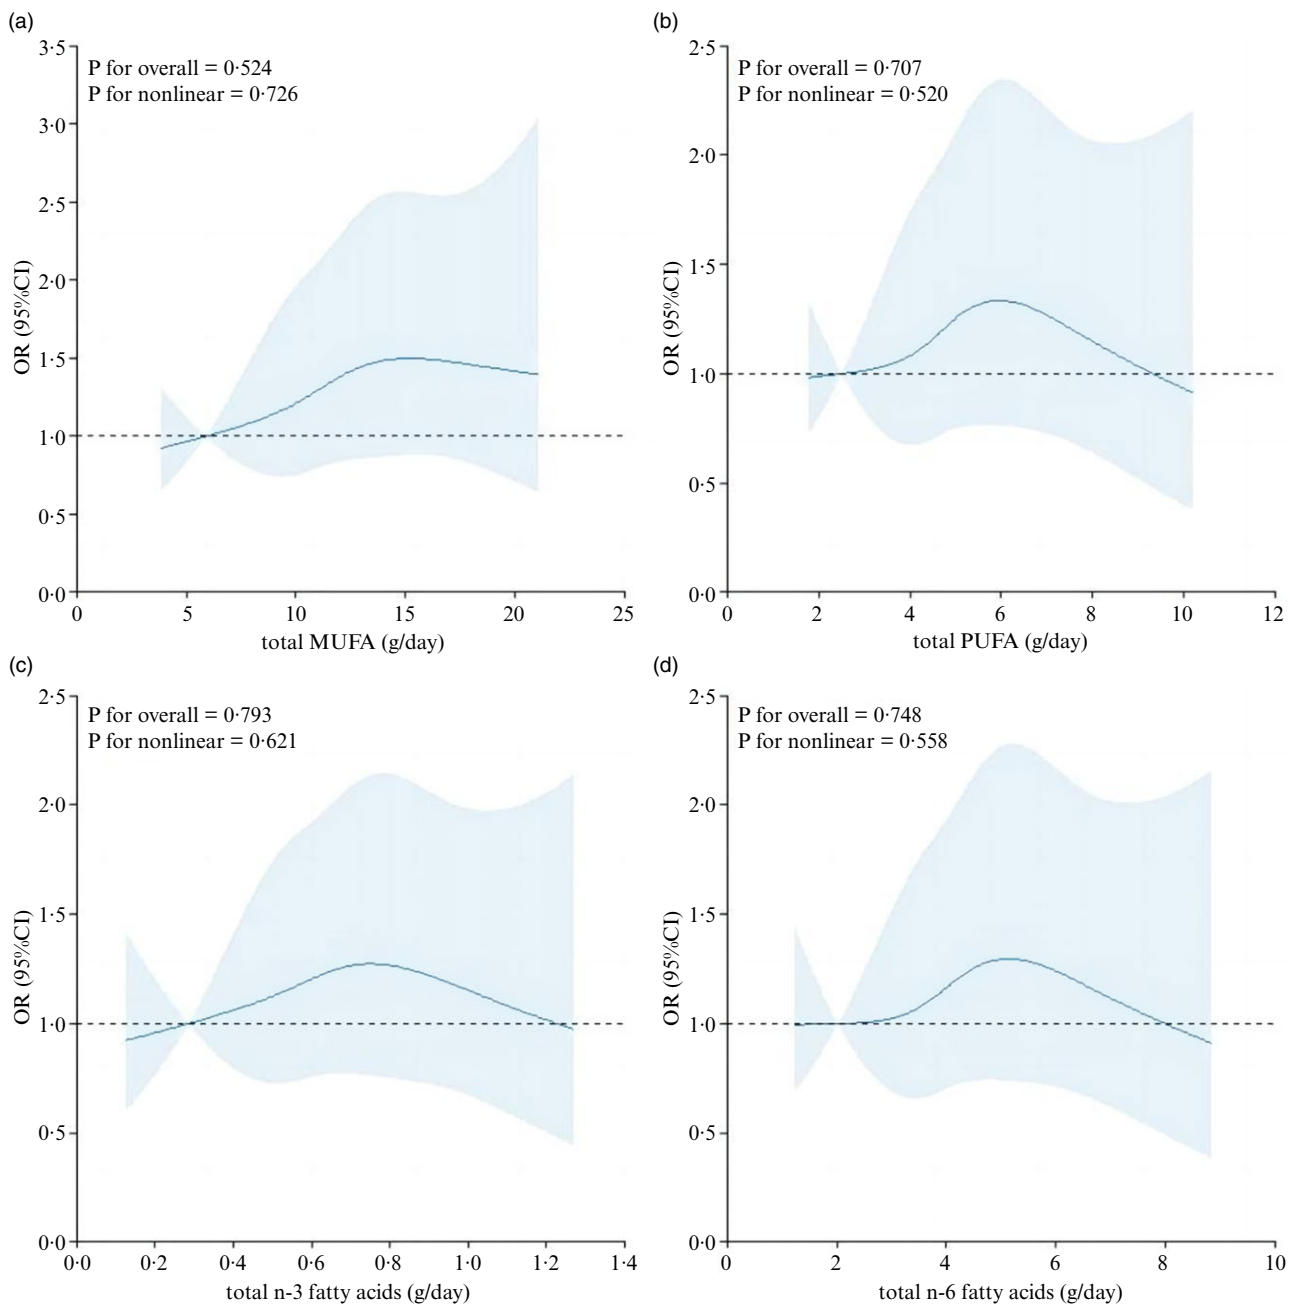 (a)
3·5
3·0
2·5
2·0
1·5
1·0
0·5
0·0
OR (95%CI)
P for overall = 0·524
P for nonlinear = 0·726
0 5 10 15 20 25
total MUFA (g/day)
(b)
2·5
2·0
1·5
1·0
0·5
0·0
OR (95%CI)
P for overall = 0·707
P for nonlinear = 0·520
0 2 4 6 8 10 12
total PUFA (g/day)
(c)
2·5
2·0
1·5
1·0
0·5
0·0
OR (95%CI)
P for overall = 0·793
P for nonlinear = 0·621
0·0 0·2 0·4 0·6 0·8 1·0 1·2 1·4
total n-3 fatty acids (g/day)
(d)
2·5
2·0
1·5
1·0
0·5
0·0
OR (95%CI)
P for overall = 0·748
P for nonlinear = 0·558
0 2 4 6 8 10
total n-6 fatty acids (g/day)